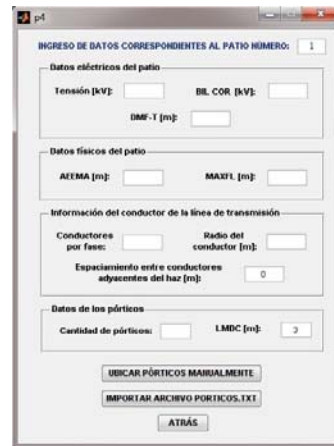 p4
INGRESO DE DATOS CORRESPONDIENTES AL PATIO NÚMERO: 1
Datos eléctricos del patio
Tensión [kV]: BIL COR [kV]:
DMF-T [m]:
Datos físicos del patio
AEEMA [m]: MAXFL [m]:
Información del conductor de la línea de transmisión
Conductores por fase: Radio del conductor [m]:
Espaciamiento entre conductores
adyacentes del haz [m]: 0
Datos de los pórticos
Cantidad de pórticos: LMDC [m]: 3
UBICAR PÓRTICOS MANUALMENTE
IMPORTAR ARCHIVO PORTICOS.TXT
ATRÁS